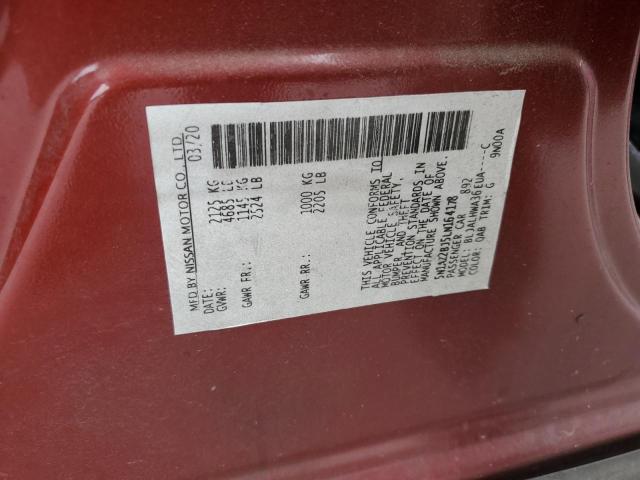 MFD BY NISSAN MOTOR CO., LTD.
DATE: 03/20
GVWR: 2125 KG
4685 LB
GAWR FR.: 1145 KG
2524 LB
GAWR RR.: 1000 KG
2205 LB
THIS VEHICLE CONFORMS TO
ALL APPLICABLE FEDERAL
MOTOR VEHICLE SAFETY,
BUMPER, AND THEFT
PREVENTION STANDARDS IN
EFFECT ON THE DATE OF
MANUFACTURE SHOWN ABOVE.
892
PASSENGER CAR
MODEL: BLJALHWA36EUA----C
COLOR: QAB TRIM: G 9N00A